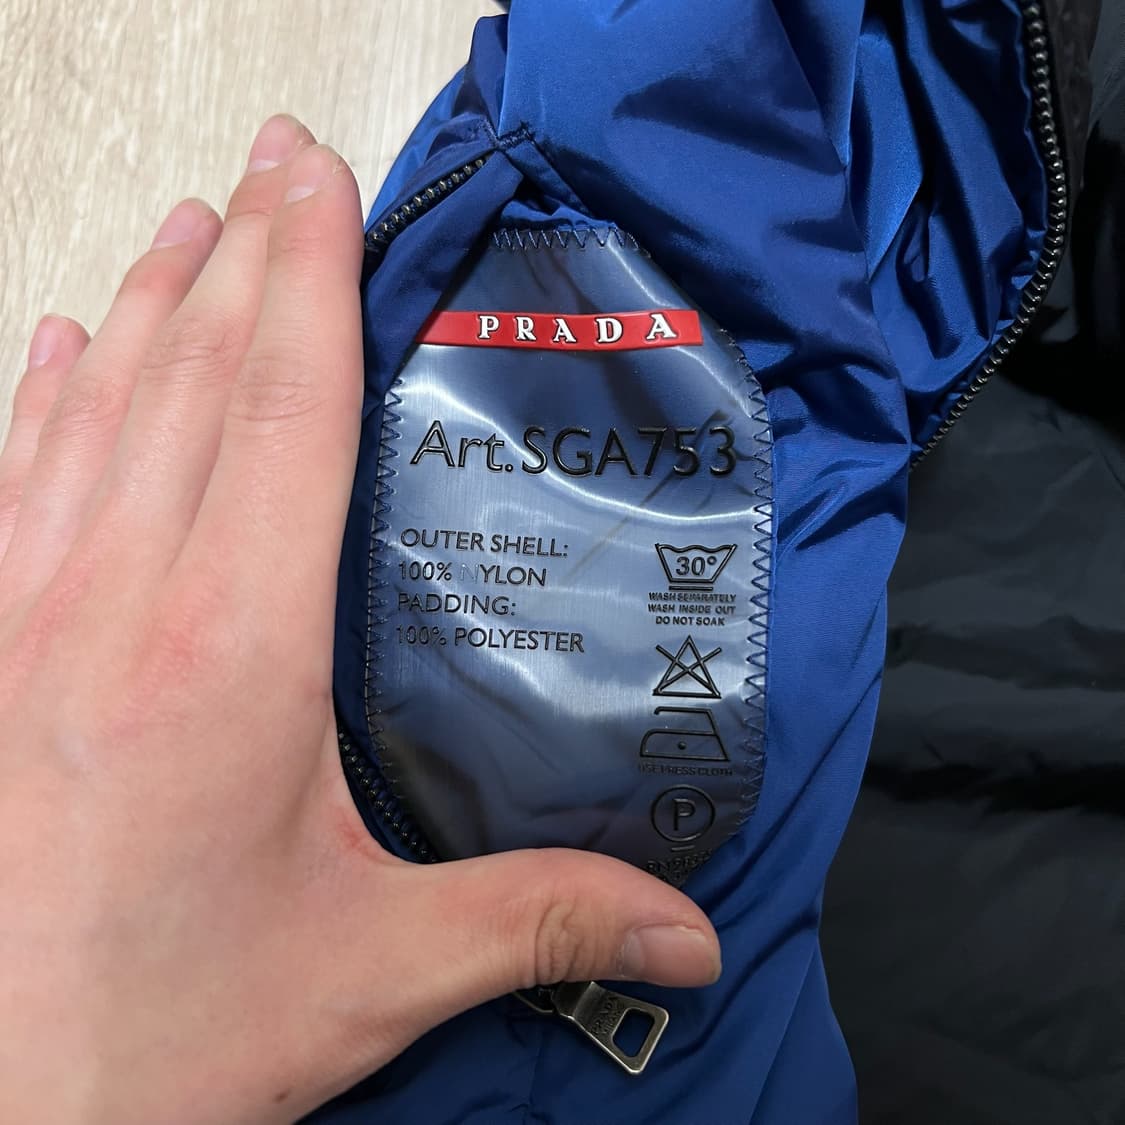 PRADA
Art. SGA753
OUTER SHELL:
100% NYLON
PADDING:
100% POLYESTER
30°
WASH SEPARATELY
WASH INSIDE OUT
DO NOT SOAK
USE PRESS CLOTH
P
PRADA